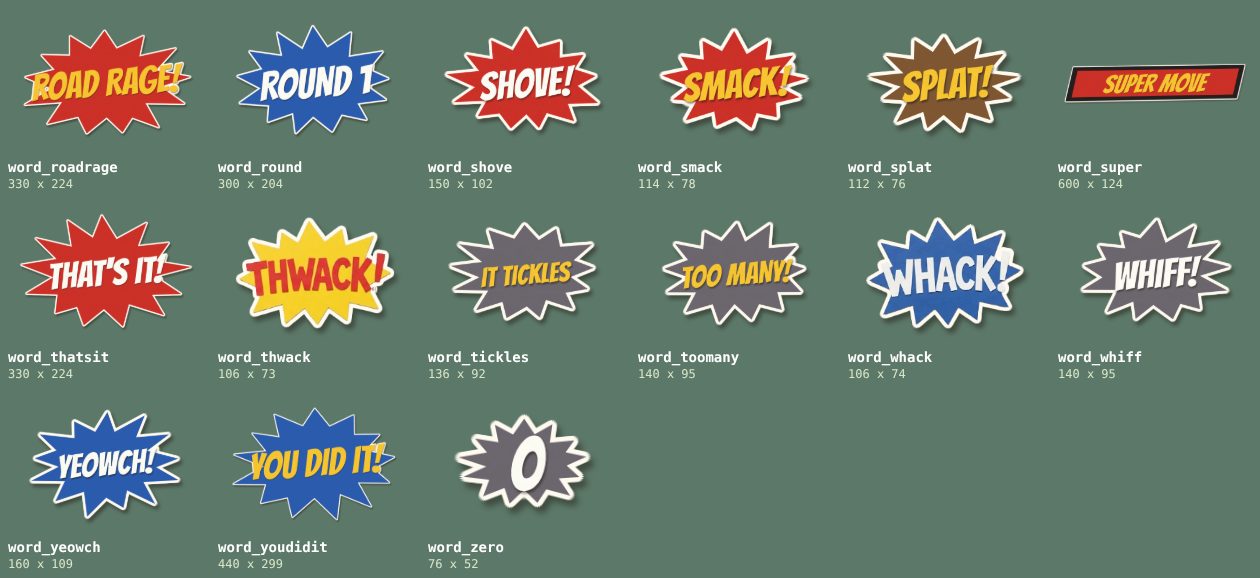 ROAD RAGE!
ROUND 1
SHOVE!
SMACK!
SPLAT!
SUPER MOVE
word_roadrage
330 x 224
word_round
300 x 204
word_shove
150 x 102
word_smack
114 x 78
word_splat
112 x 76
word_super
600 x 124
THAT'S IT!
THWACK!
IT TICKLES
TOO MANY!
WHACK!
WHIFF!
word_thatsit
330 x 224
word_thwack
106 x 73
word_tickles
136 x 92
word_toomany
140 x 95
word_whack
106 x 74
word_whiff
140 x 95
YEOWCH!
YOU DID IT!
0
word_yeowch
160 x 109
word_youdidit
440 x 299
word_zero
76 x 52